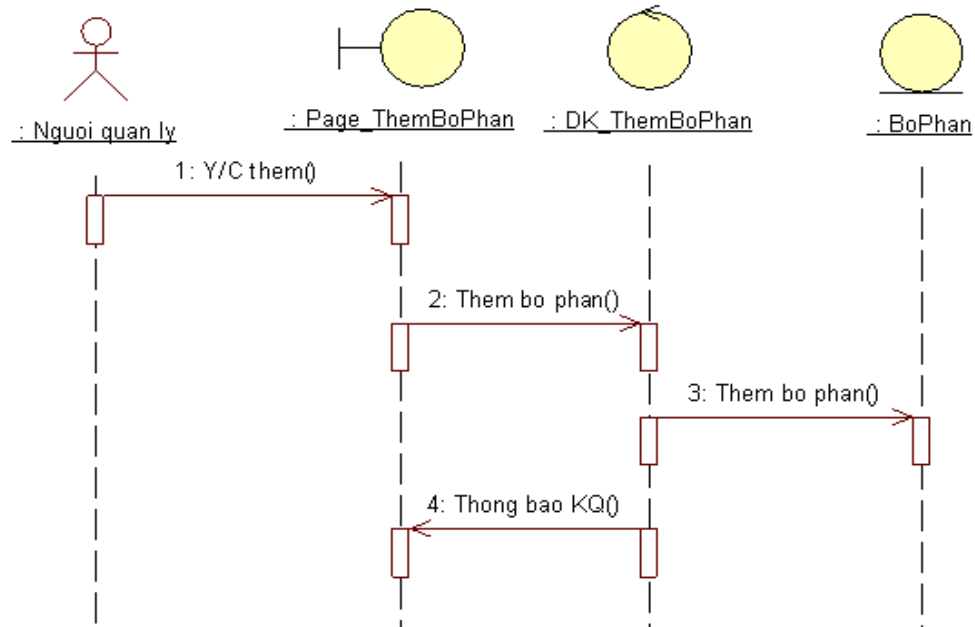 : Nguoi quan ly
: Page_ThemBoPhan
: DK_ThemBoPhan
: BoPhan
1: Y/C them()
2: Them bo phan()
3: Them bo phan()
4: Thong bao KQ()